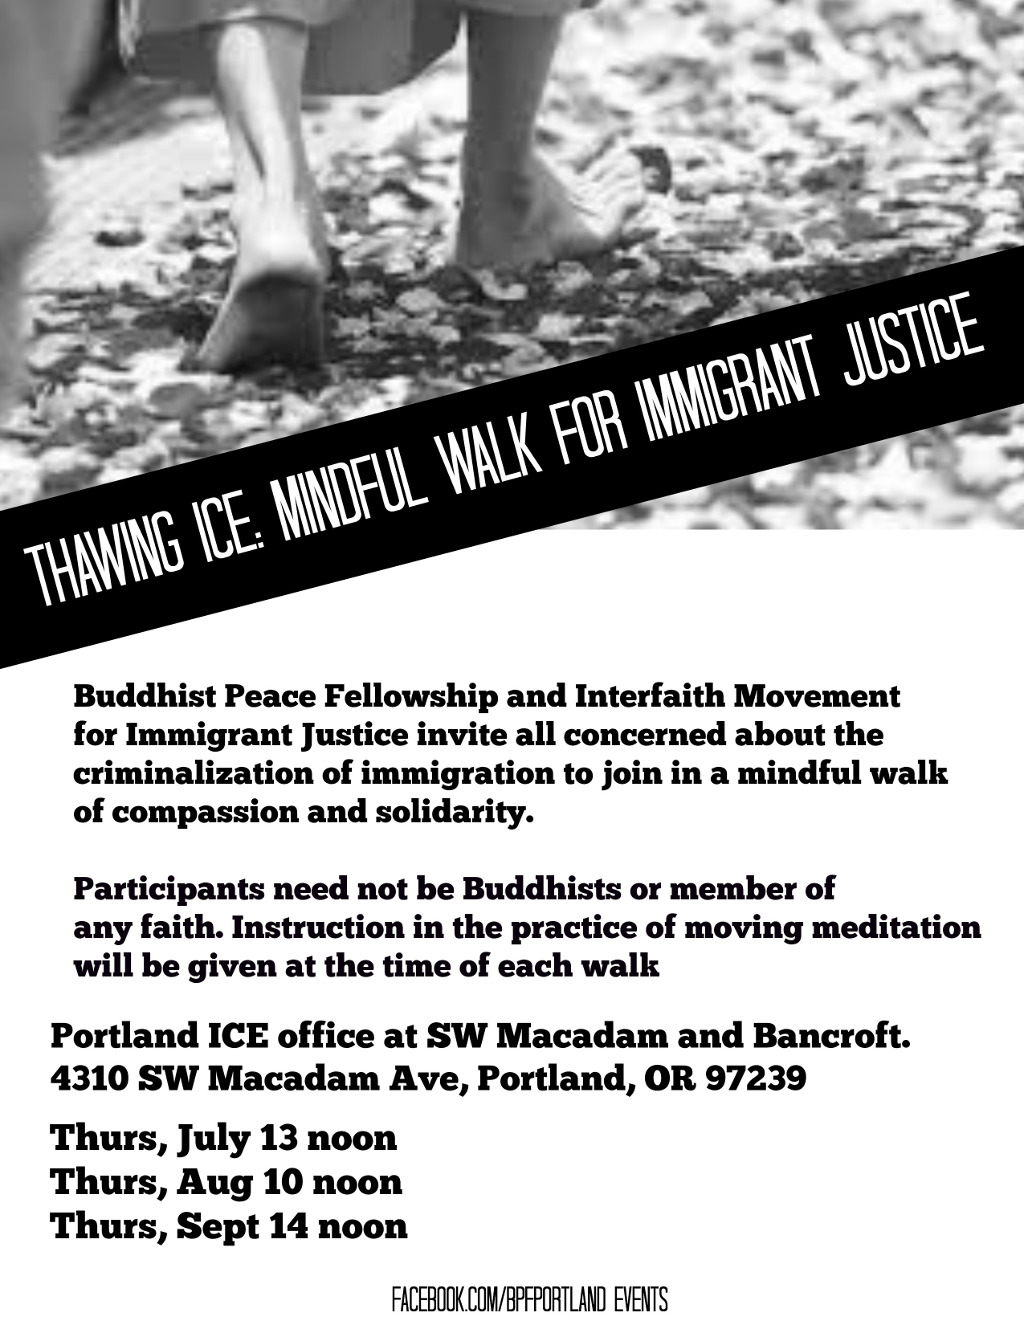 THAWING ICE: MINDFUL WALK FOR IMMIGRANT JUSTICE
Buddhist Peace Fellowship and Interfaith Movement
for Immigrant Justice invite all concerned about the
criminalization of immigration to join in a mindful walk
of compassion and solidarity.
Participants need not be Buddhists or member of
any faith. Instruction in the practice of moving meditation
will be given at the time of each walk
Portland ICE office at SW Macadam and Bancroft.
4310 SW Macadam Ave, Portland, OR 97239
Thurs, July 13 noon
Thurs, Aug 10 noon
Thurs, Sept 14 noon
FACEBOOK.COM/BPFPORTLAND EVENTS